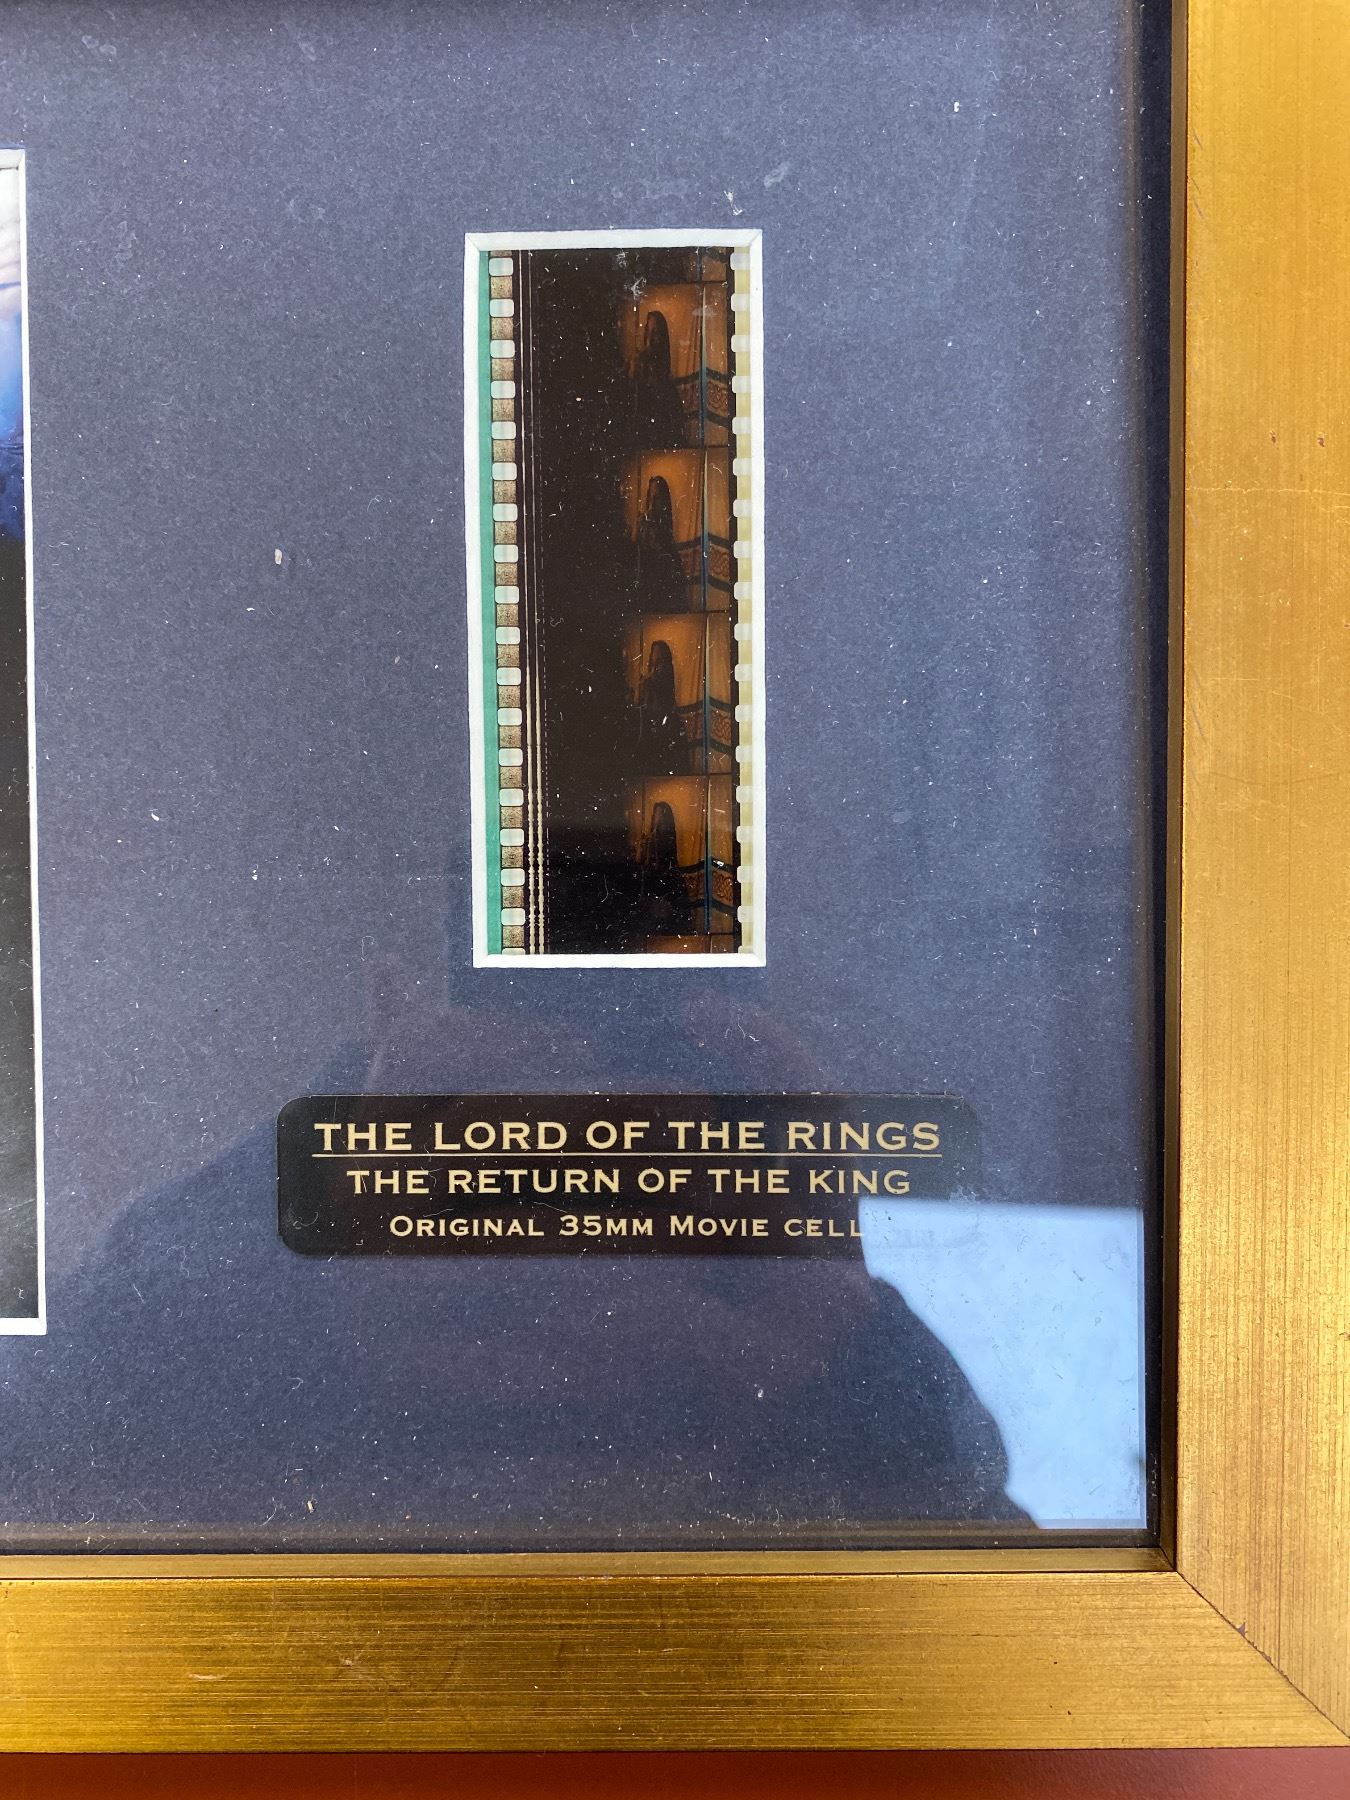 THE LORD OF THE RINGS
THE RETURN OF THE KING
ORIGINAL 35MM MOVIE CELL